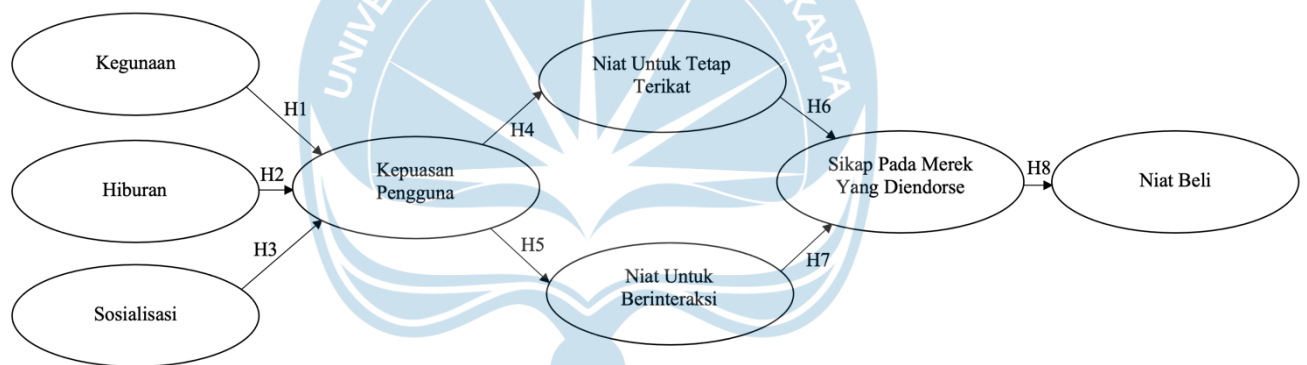 Kegunaan
H1
Hiburan
H2
Sosialisasi
H3
Kepuasan
Pengguna
H4
H5
Niat Untuk Tetap
Terikat
Niat Untuk
Berinteraksi
H6
H7
Sikap Pada Merek
Yang Diendorse
H8
Niat Beli